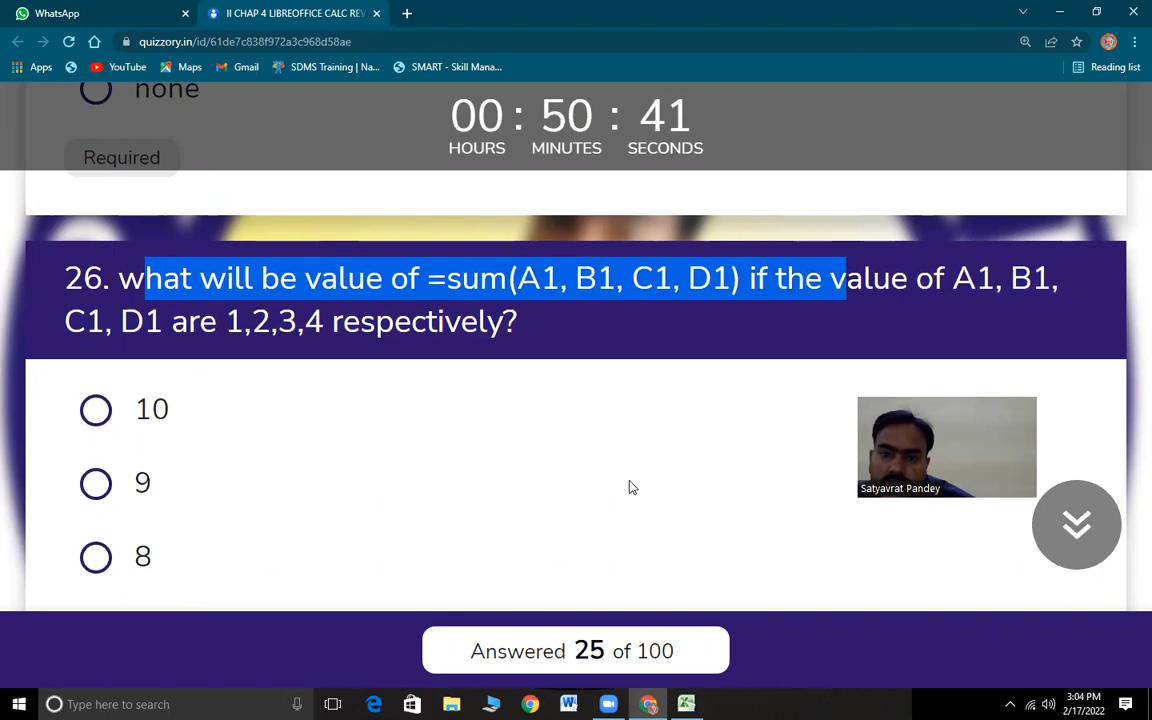 WhatsApp
II CHAP 4 LIBREOFFICE CALC REV
quizzory.in/id/61de7c838f972a3c968d58ae
Apps
YouTube
Maps
Gmail
SDMS Training | Na...
SMART - Skill Mana...
Reading list
none
00 : 50 : 41
HOURS MINUTES SECONDS
Required
26. what will be value of =sum(A1, B1, C1, D1) if the value of A1, B1,
C1, D1 are 1,2,3,4 respectively?
10
9
8
Satyavrat Pandey
Answered 25 of 100
Type here to search
3:04 PM
2/17/2022